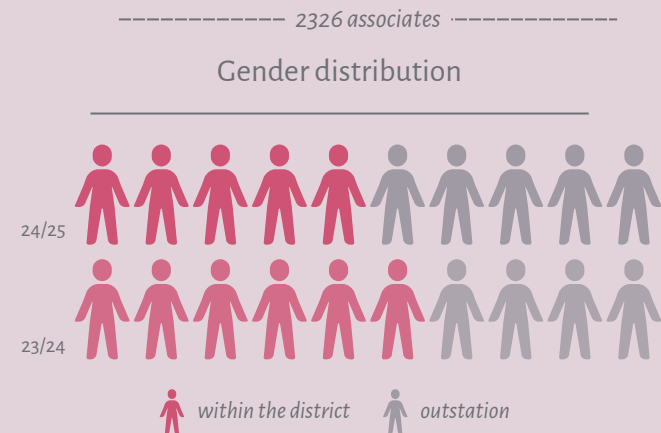 2326 associates
Gender distribution
24/25
23/24
within the district
outstation